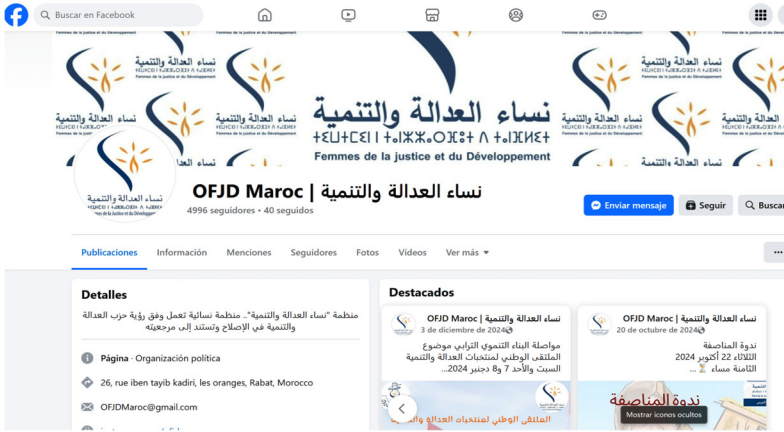 Buscar en Facebook
نساء العدالة والتنمية
Femmes de la justice et du Développement
OFJD Maroc | نساء العدالة والتنمية
4996 seguidores • 40 seguidos
Enviar mensaje
Seguir
Buscar
Publicaciones
Información
Menciones
Seguidores
Fotos
Vídeos
Ver más
Detalles
منظمة "نساء العدالة والتنمية".. منظمة نسائية تعمل وفق رؤية حزب العدالة
والتنمية في الإصلاح وتستند إلى مرجعيته
Página · Organización política
26, rue iben tayib kadiri, les oranges, Rabat, Morocco
OFJDMaroc@gmail.com
Destacados
OFJD Maroc | نساء العدالة والتنمية
3 de diciembre de 2024
مواصلة البناء التنموي الترابي موضوع
الملتقى الوطني لمنتخبات العدالة والتنمية
السبت والأحد 7 و8 دجنبر 2024...
الملتقى الوطني لمنتخبات العدالة
OFJD Maroc | نساء العدالة والتنمية
20 de octubre de 2024
ندوة المناصفة
الثلاثاء 22 أكتوبر 2024
الثامنة مساء ⏳ ...
ندوة المناصفة
Mostrar iconos ocultos